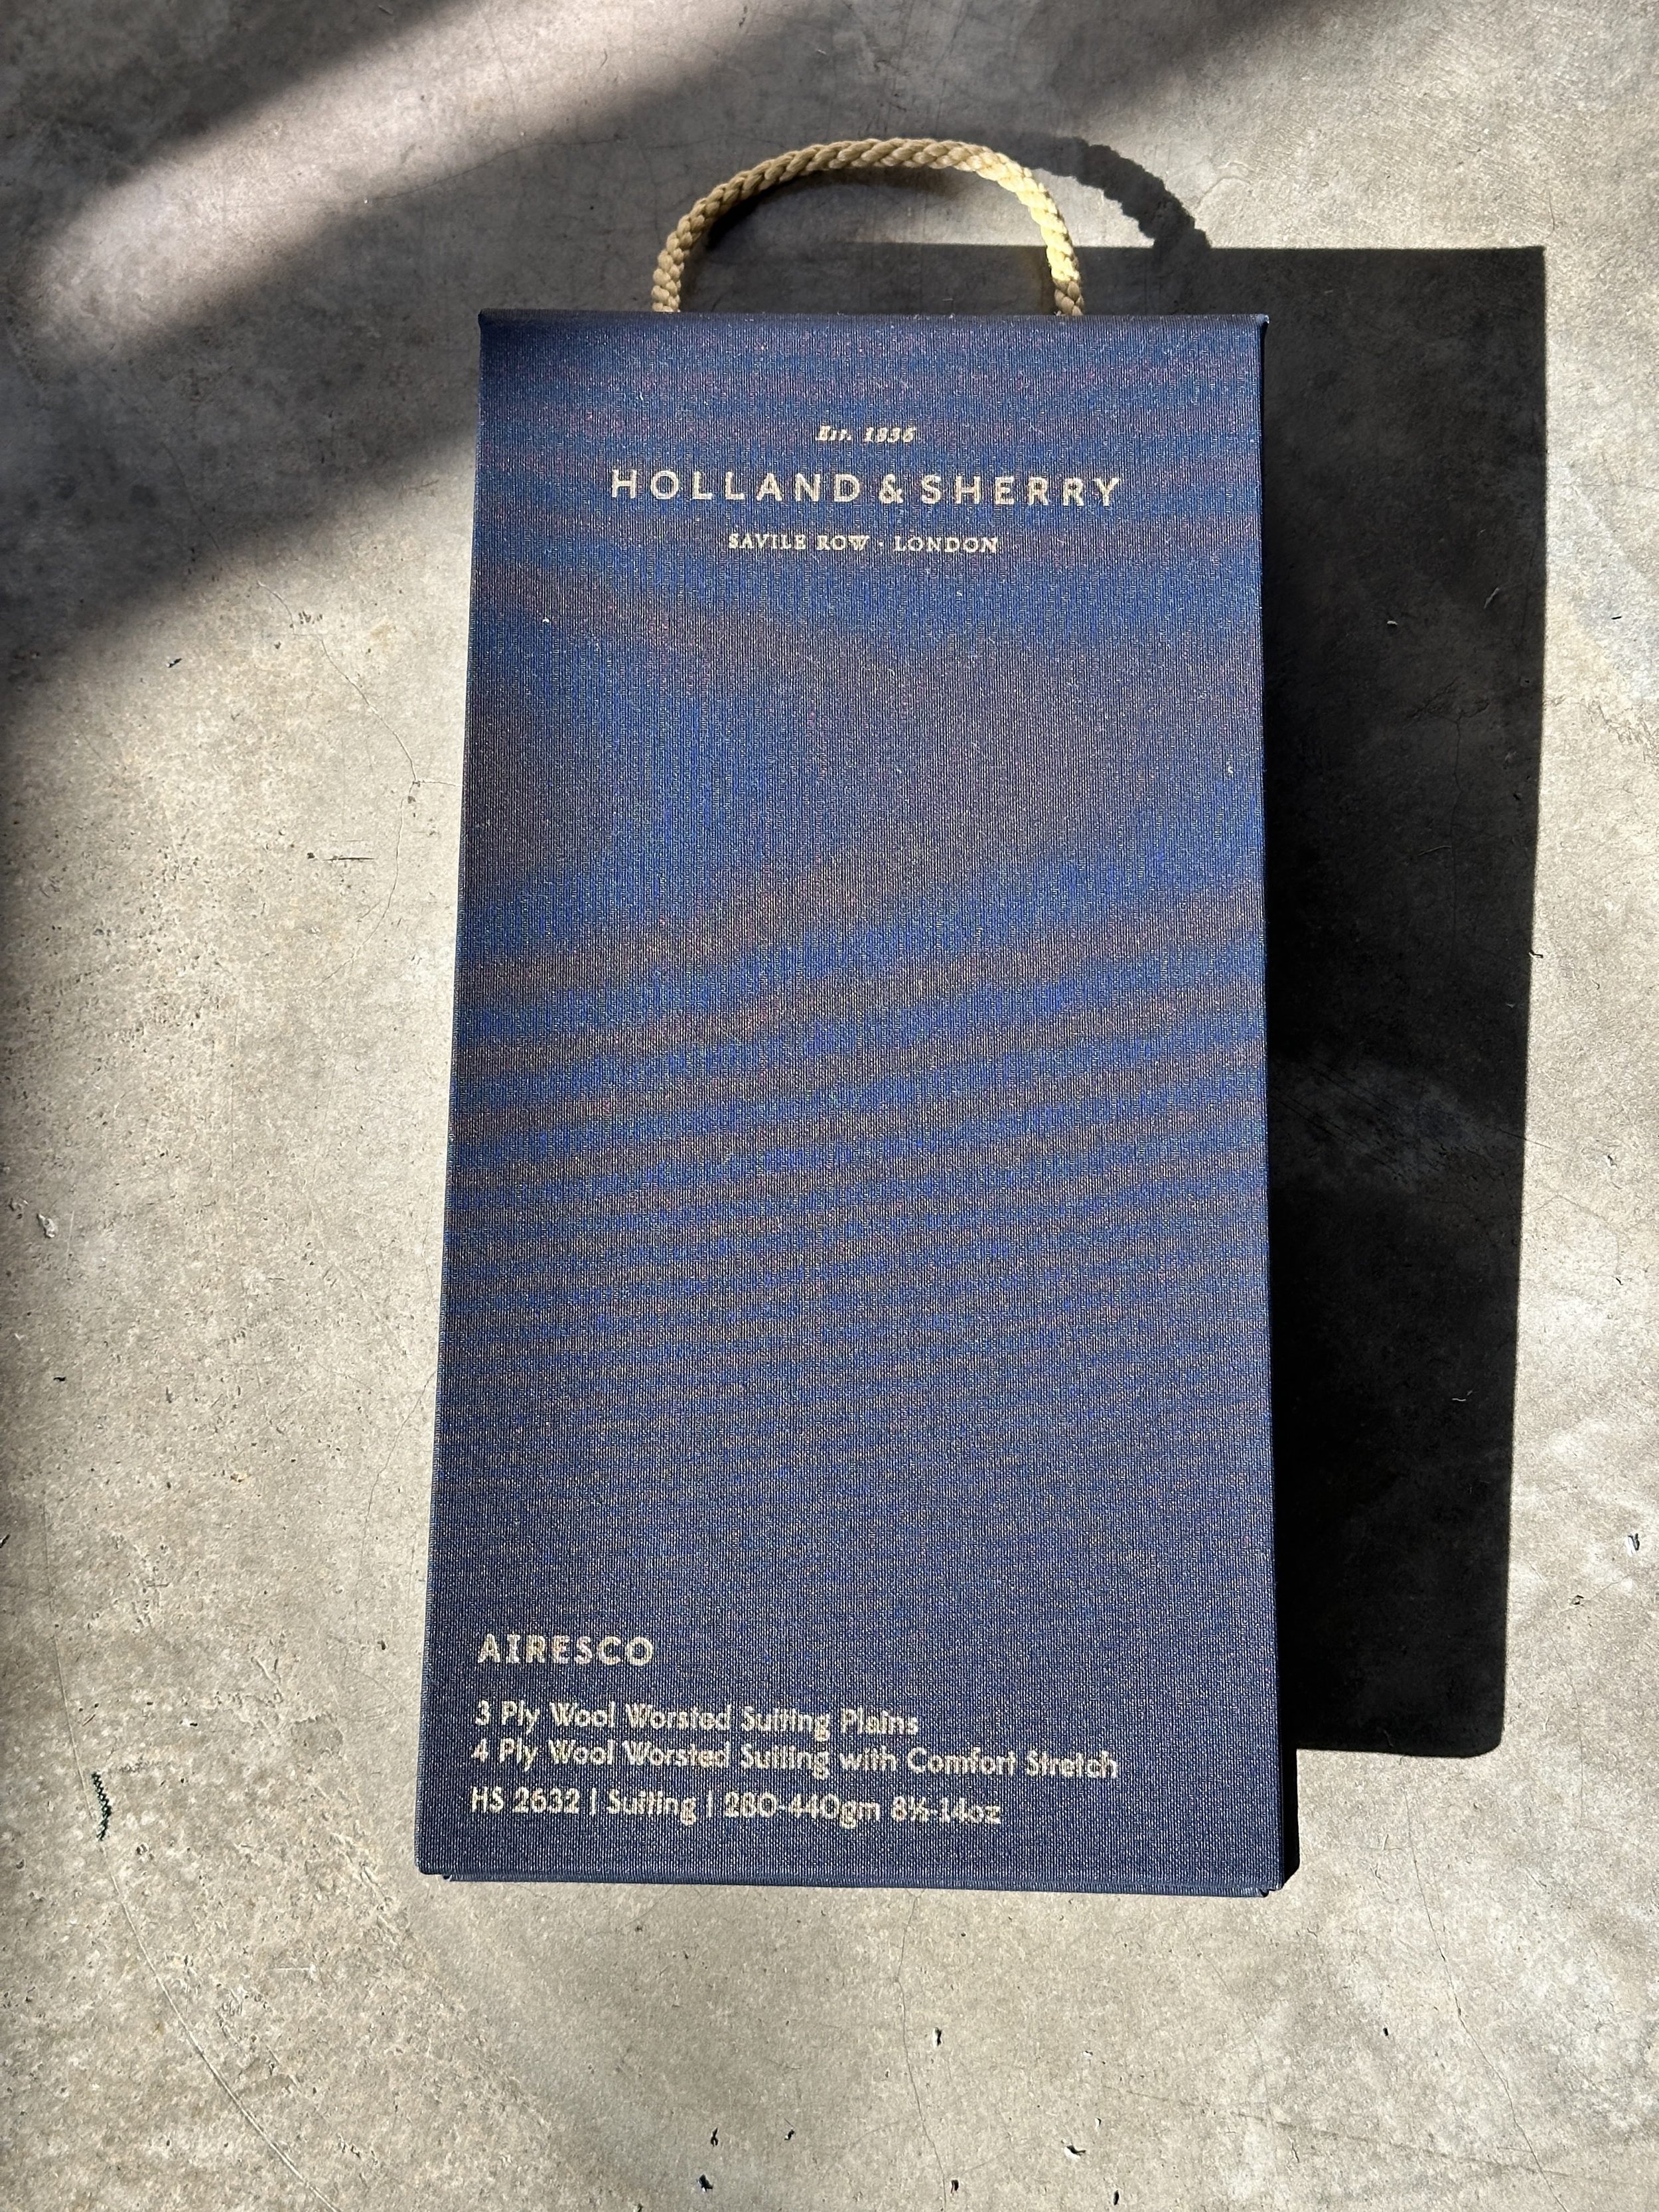 Est. 1836
HOLLAND & SHERRY
SAVILE ROW · LONDON
AIRESCO
3 Ply Wool Worsted Suiting Plains
4 Ply Wool Worsted Suiting with Comfort Stretch
HS 2632 | Suiting | 280-440gm 8½-14oz